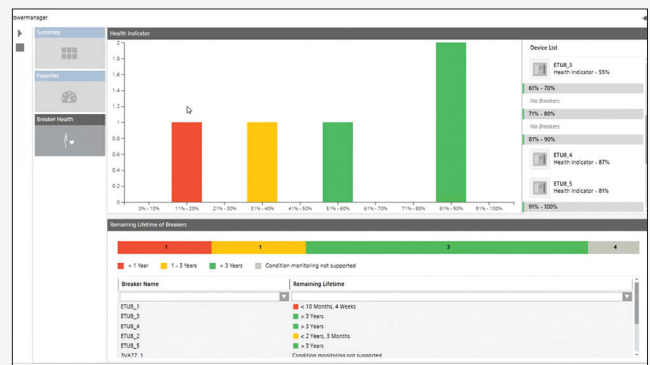 powermanager
Summary
Favorites
Breaker Health
Health Indicator
2
1.8
1.6
1.4
1.2
1
0.8
0.6
0.4
0.2
0
0% - 10%
11% - 20%
21% - 30%
31% - 40%
41% - 50%
51% - 60%
61% - 70%
71% - 80%
81% - 90%
91% - 100%
Device List
ETU8_3
Health Indicator - 55%
61% - 70%
No Breakers
71% - 80%
No Breakers
81% - 90%
ETU8_4
Health Indicator - 87%
ETU8_5
Health Indicator - 81%
91% - 100%
Remaining Lifetime of Breakers
1 1 3 4
< 1 Year 1 - 3 Years > 3 Years Condition monitoring not supported
Breaker Name Remaining Lifetime
ETU8_1 < 10 Months, 4 Weeks
ETU8_3 > 3 Years
ETU8_4 > 3 Years
ETU8_2 < 2 Years, 3 Months
ETU8_5 > 3 Years
3VA27_1 Condition monitoring not supported